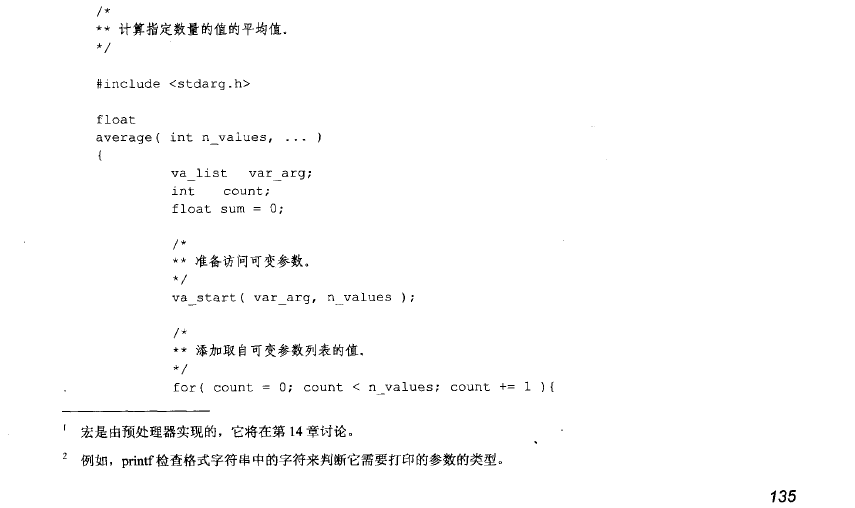 /*
** 计算指定数量的值的平均值.
*/
#include <stdarg.h>
float
average( int n_values, ... )
{
va_list var_arg;
int count;
float sum = 0;
/*
** 准备访问可变参数。
*/
va_start( var_arg, n_values );
/*
** 添加取自可变参数列表的值.
*/
for( count = 0; count < n_values; count += 1 ){
1 宏是由预处理器实现的，它将在第 14 章讨论。
2 例如，printf 检查格式字符串中的字符来判断它需要打印的参数的类型。
135